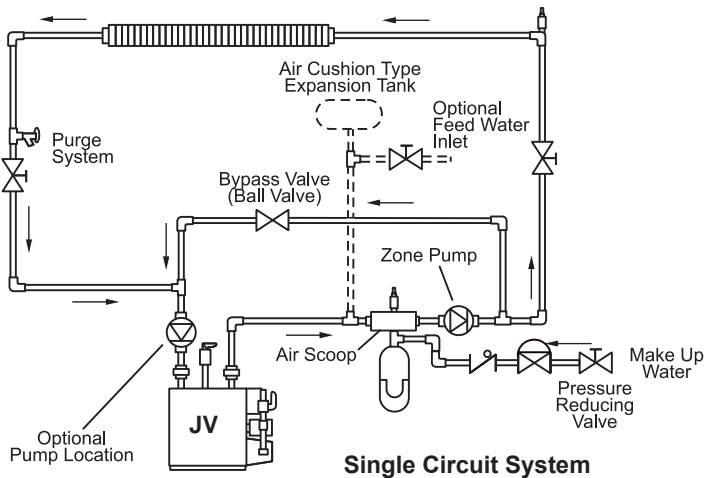 Air Cushion Type
Expansion Tank
Optional
Feed Water
Inlet
Purge
System
Bypass Valve
(Ball Valve)
Zone Pump
Air Scoop
Make Up
Water
Pressure
Reducing
Valve
JV
Optional
Pump Location
Single Circuit System